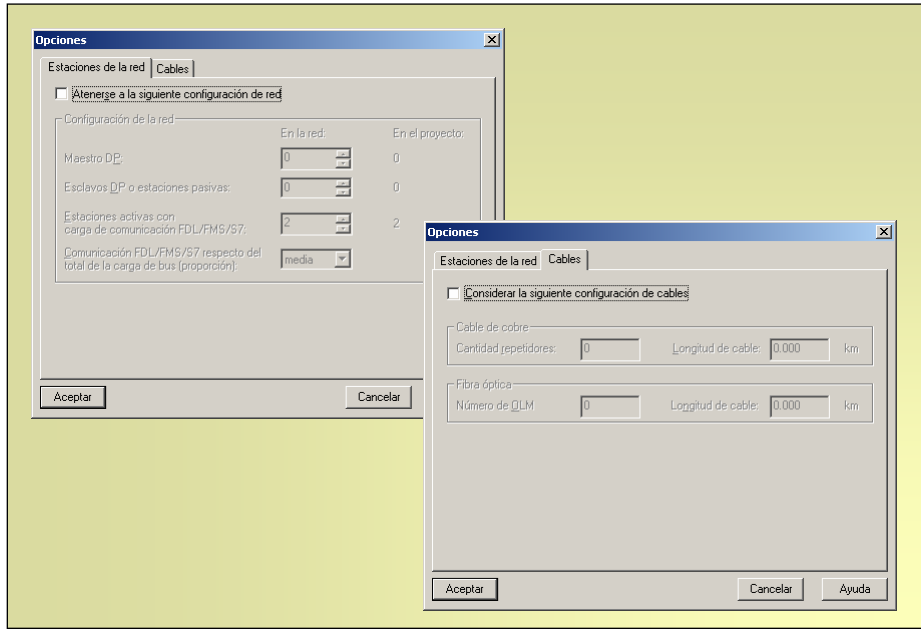 Opciones
Estaciones de la red Cables
Atenerse a la siguiente configuración de red
Configuración de la red
En la red: En el proyecto:
Maestro DP: 0 0
Esclavos DP o estaciones pasivas: 0 0
Estaciones activas con
carga de comunicación FDL/FMS/S7: 2 2
Comunicación FDL/FMS/S7 respecto del
total de la carga de bus (proporción): media
Aceptar Cancelar
Opciones
Estaciones de la red Cables
Considerar la siguiente configuración de cables
Cable de cobre
Cantidad repetidores: 0 Longitud de cable: 0.000 km
Fibra óptica
Número de OLM 0 Longitud de cable: 0.000 km
Aceptar Cancelar Ayuda